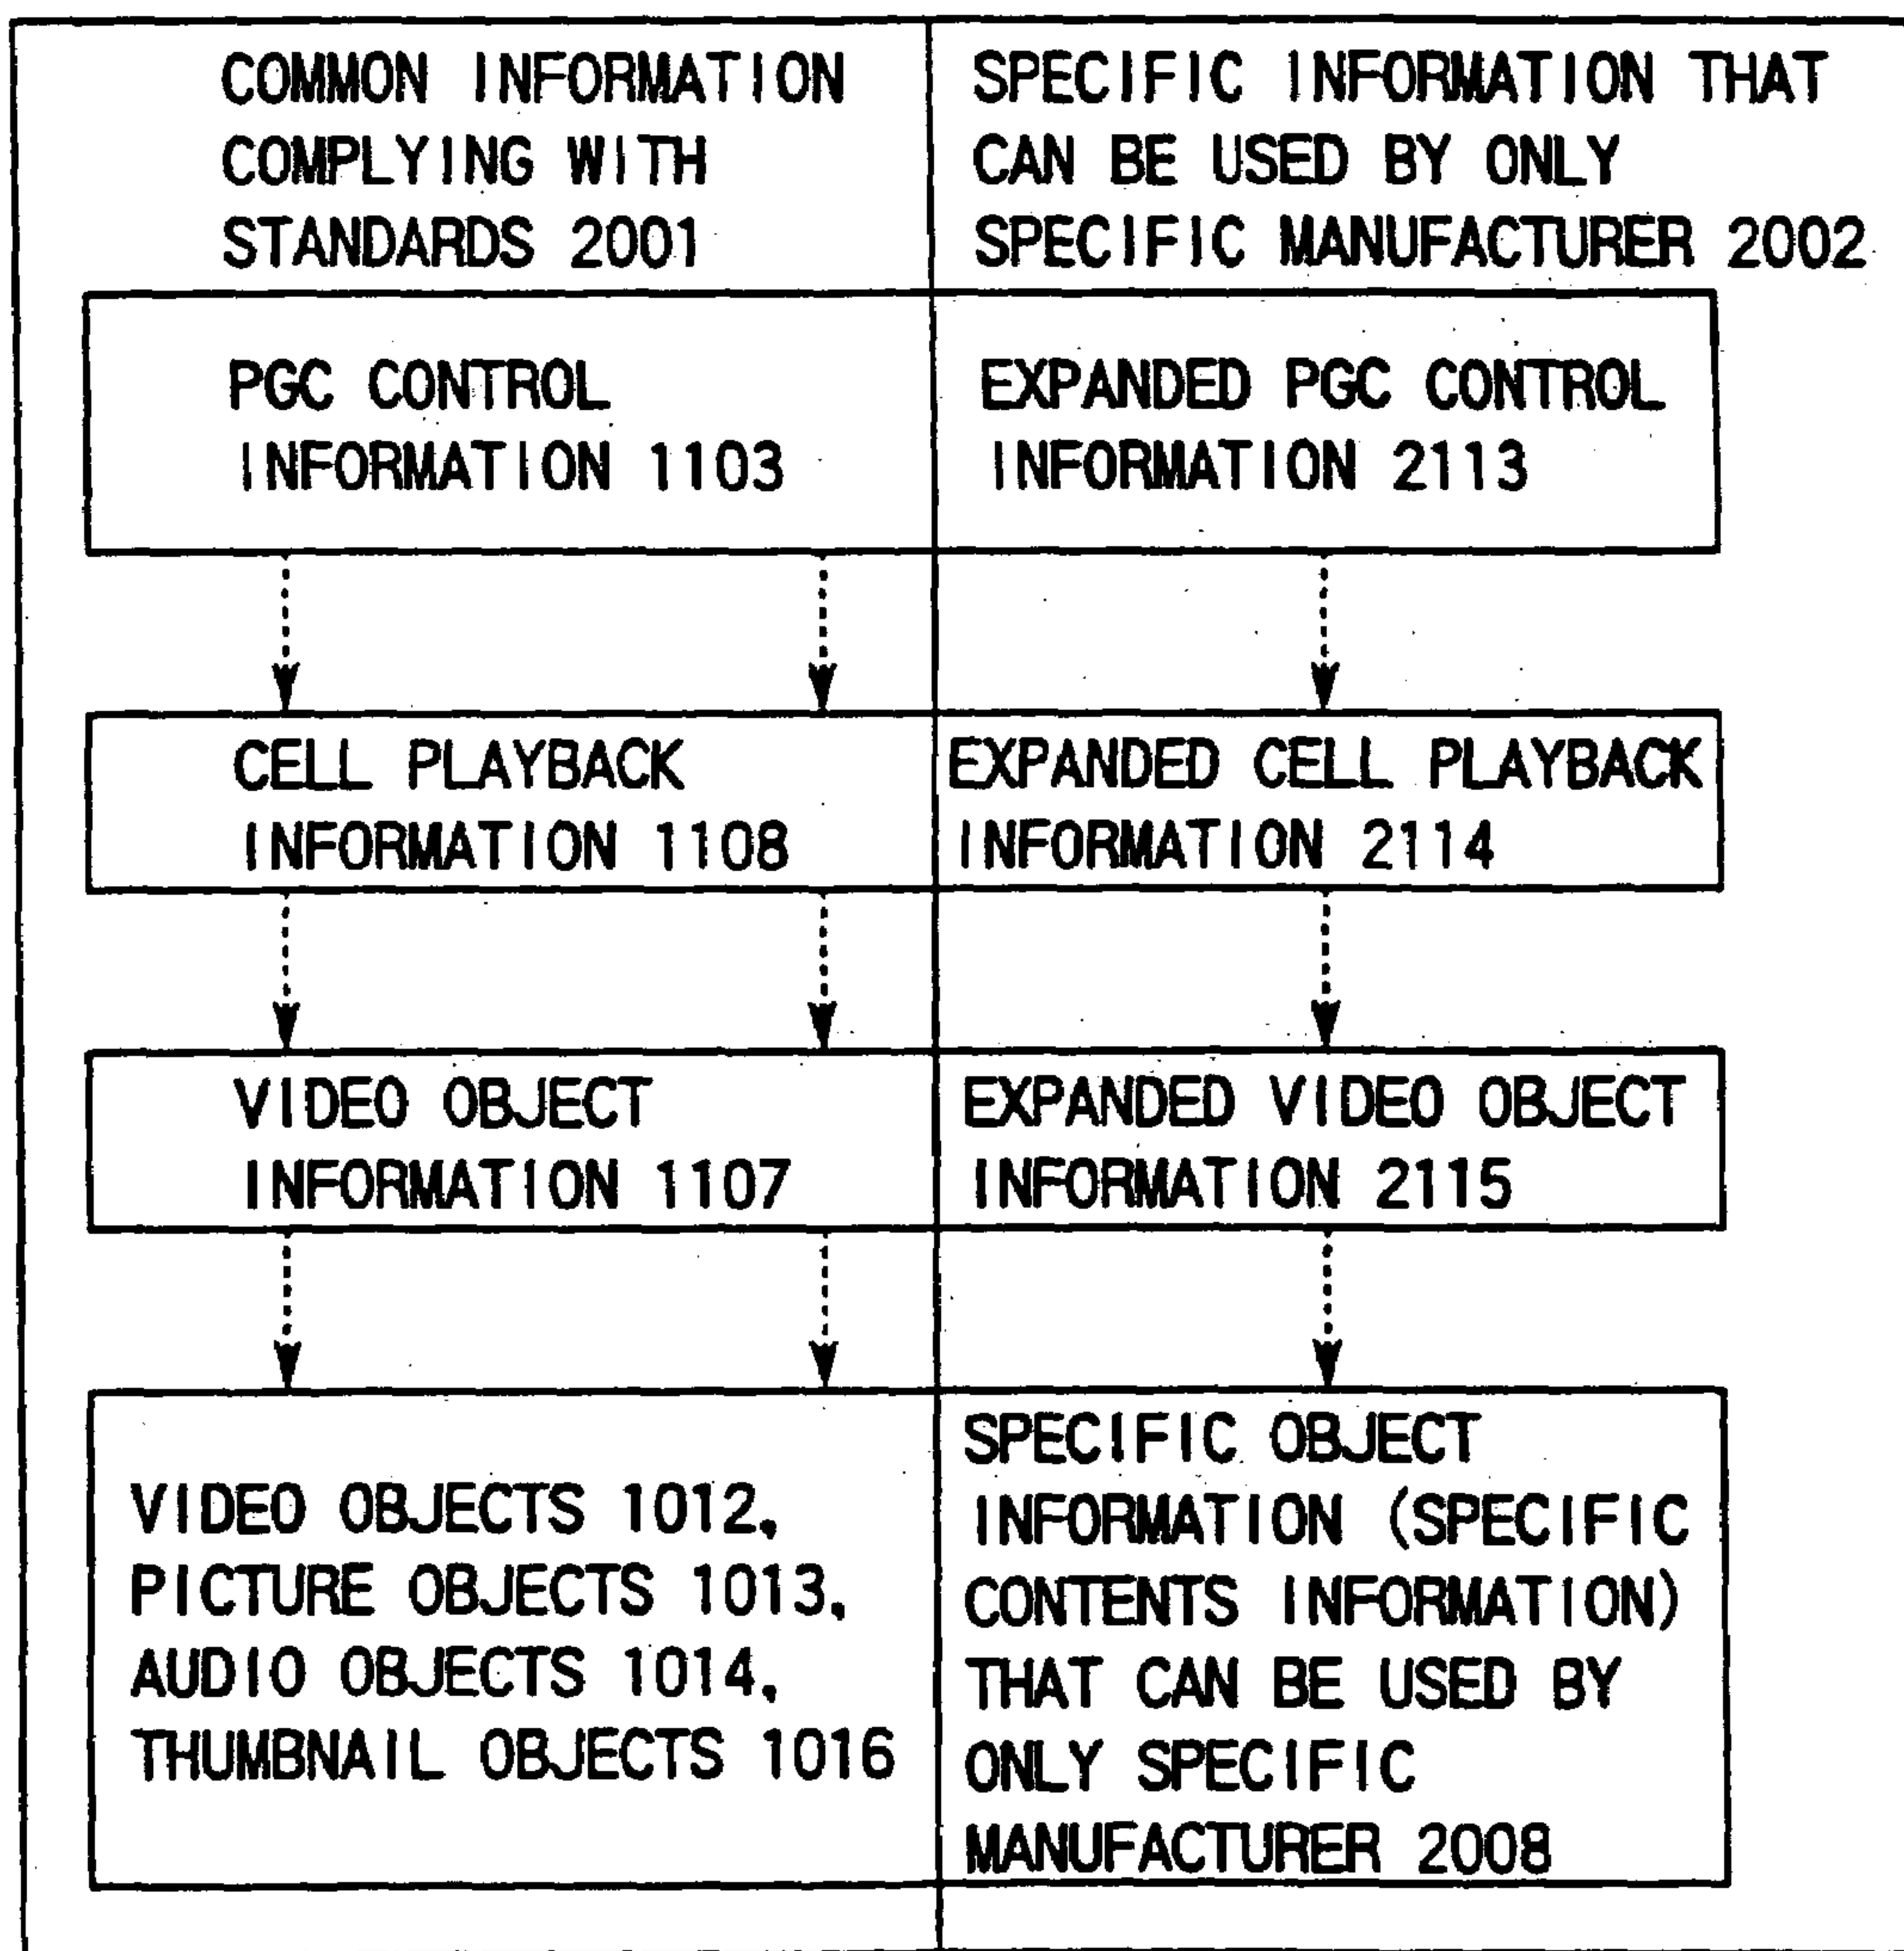 COMMON INFORMATION
COMPLYING WITH
STANDARDS 2001
SPECIFIC INFORMATION THAT
CAN BE USED BY ONLY
SPECIFIC MANUFACTURER 2002
PGC CONTROL
INFORMATION 1103
EXPANDED PGC CONTROL
INFORMATION 2113
CELL PLAYBACK
INFORMATION 1108
EXPANDED CELL PLAYBACK
INFORMATION 2114
VIDEO OBJECT
INFORMATION 1107
EXPANDED VIDEO OBJECT
INFORMATION 2115
VIDEO OBJECTS 1012,
PICTURE OBJECTS 1013,
AUDIO OBJECTS 1014,
THUMBNAIL OBJECTS 1016
SPECIFIC OBJECT
INFORMATION (SPECIFIC
CONTENTS INFORMATION)
THAT CAN BE USED BY
ONLY SPECIFIC
MANUFACTURER 2008